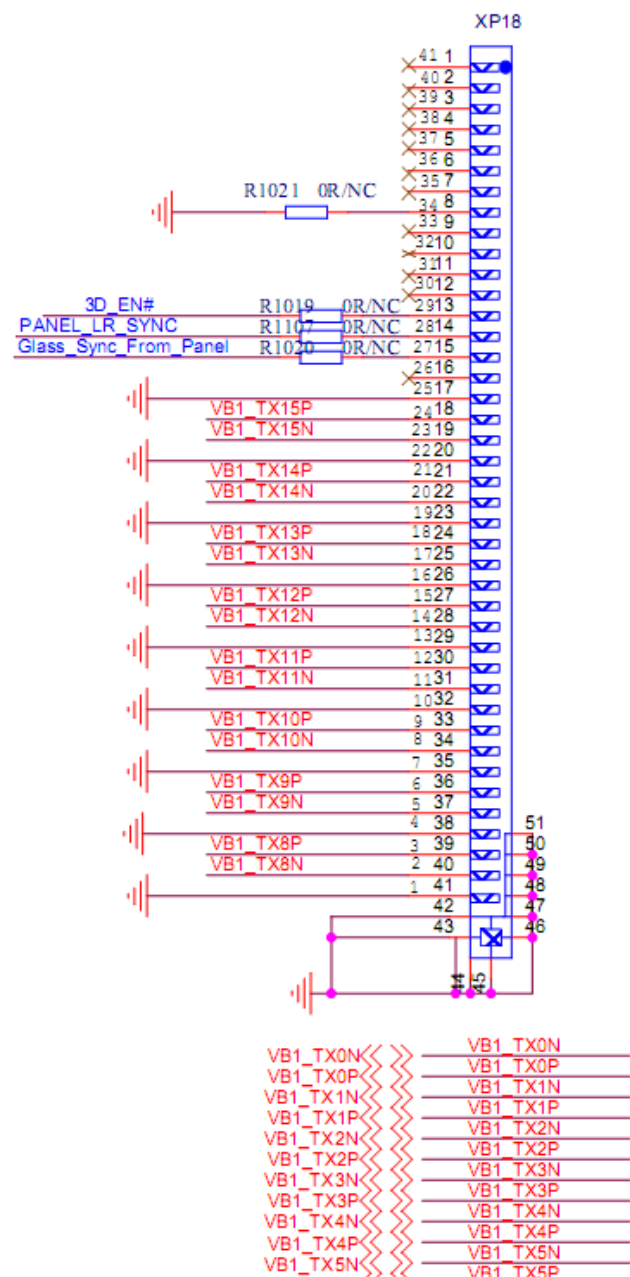 XP18
41 1
40 2
39 3
38 4
37 5
36 6
35 7
R1021 0R/NC 34 8
33 9
32 10
31 11
30 12
3D_EN# R1019 0R/NC 29 13
PANEL_LR_SYNC R1107 0R/NC 28 14
Glass_Sync_From_Panel R1020 0R/NC 27 15
26 16
25 17
VB1_TX15P 24 18
VB1_TX15N 23 19
22 20
VB1_TX14P 21 21
VB1_TX14N 20 22
19 23
VB1_TX13P 18 24
VB1_TX13N 17 25
16 26
VB1_TX12P 15 27
VB1_TX12N 14 28
13 29
VB1_TX11P 12 30
VB1_TX11N 11 31
10 32
VB1_TX10P 9 33
VB1_TX10N 8 34
7 35
VB1_TX9P 6 36
VB1_TX9N 5 37
4 38 51
VB1_TX8P 3 39 50
VB1_TX8N 2 40 49
1 41 48
42 47
43 46
44 45
VB1_TX0N VB1_TX0N
VB1_TX0P VB1_TX0P
VB1_TX1N VB1_TX1N
VB1_TX1P VB1_TX1P
VB1_TX2N VB1_TX2N
VB1_TX2P VB1_TX2P
VB1_TX3N VB1_TX3N
VB1_TX3P VB1_TX3P
VB1_TX4N VB1_TX4N
VB1_TX4P VB1_TX4P
VB1_TX5N VB1_TX5N
VB1_TX5P